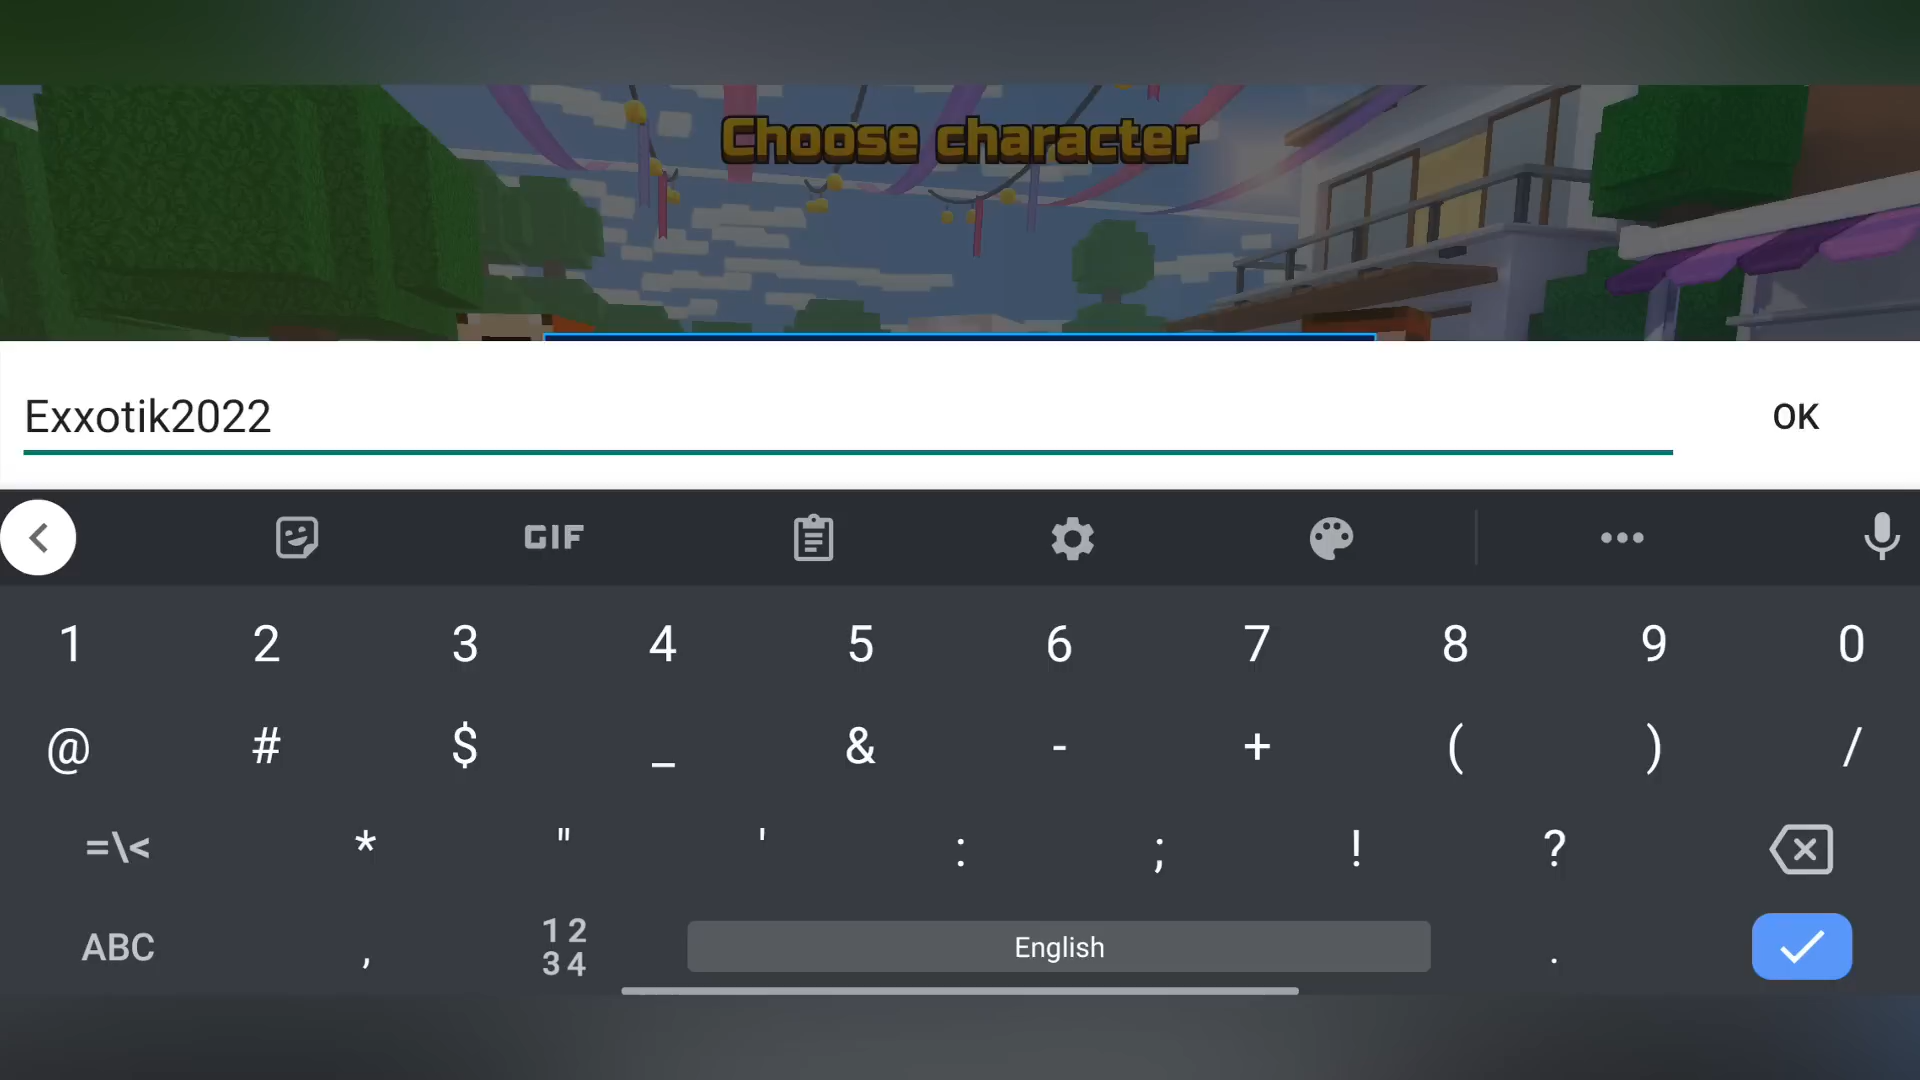 Choose character
Exxotik2022
OK
GIF
1 2 3 4 5 6 7 8 9 0
@ # $ _ & - + ( ) /
=\< * " ' : ; ! ?
ABC , 12 34 English .